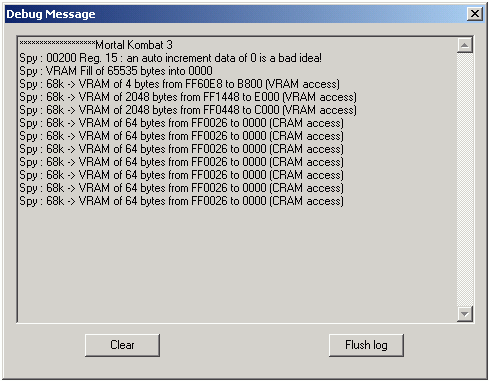 Debug Message
*******************Mortal Kombat 3
Spy : 00200 Reg. 15 : an auto increment data of 0 is a bad idea!
Spy : VRAM Fill of 65535 bytes into 0000
Spy : 68k -> VRAM of 4 bytes from FF60E8 to B800 (VRAM access)
Spy : 68k -> VRAM of 2048 bytes from FF1448 to E000 (VRAM access)
Spy : 68k -> VRAM of 2048 bytes from FF0448 to C000 (VRAM access)
Spy : 68k -> VRAM of 64 bytes from FF0026 to 0000 (CRAM access)
Spy : 68k -> VRAM of 64 bytes from FF0026 to 0000 (CRAM access)
Spy : 68k -> VRAM of 64 bytes from FF0026 to 0000 (CRAM access)
Spy : 68k -> VRAM of 64 bytes from FF0026 to 0000 (CRAM access)
Spy : 68k -> VRAM of 64 bytes from FF0026 to 0000 (CRAM access)
Spy : 68k -> VRAM of 64 bytes from FF0026 to 0000 (CRAM access)
Spy : 68k -> VRAM of 64 bytes from FF0026 to 0000 (CRAM access)
Clear
Flush log